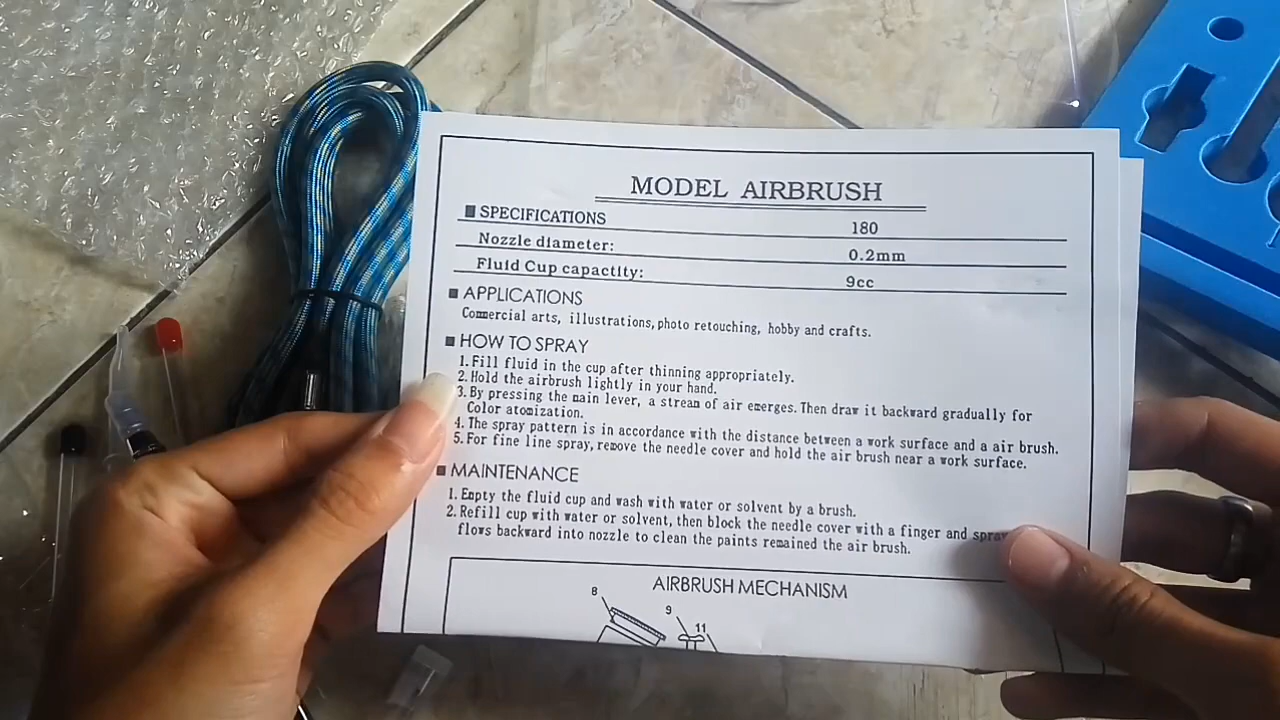 MODEL AIRBRUSH
■ SPECIFICATIONS 180
Nozzle diameter: 0.2mm
Fluid Cup capactity: 9cc
■ APPLICATIONS
Commercial arts, illustrations, photo retouching, hobby and crafts.
■ HOW TO SPRAY
1. Fill fluid in the cup after thinning appropriately.
2. Hold the airbrush lightly in your hand.
3. By pressing the main lever, a stream of air emerges. Then draw it backward gradually for
Color atomization.
4. The spray pattern is in accordance with the distance between a work surface and a air brush.
5. For fine line spray, remove the needle cover and hold the air brush near a work surface.
■ MAINTENANCE
1. Empty the fluid cup and wash with water or solvent by a brush.
2. Refill cup with water or solvent, then block the needle cover with a finger and spray
flows backward into nozzle to clean the paints remained the air brush.
AIRBRUSH MECHANISM
8
9
11